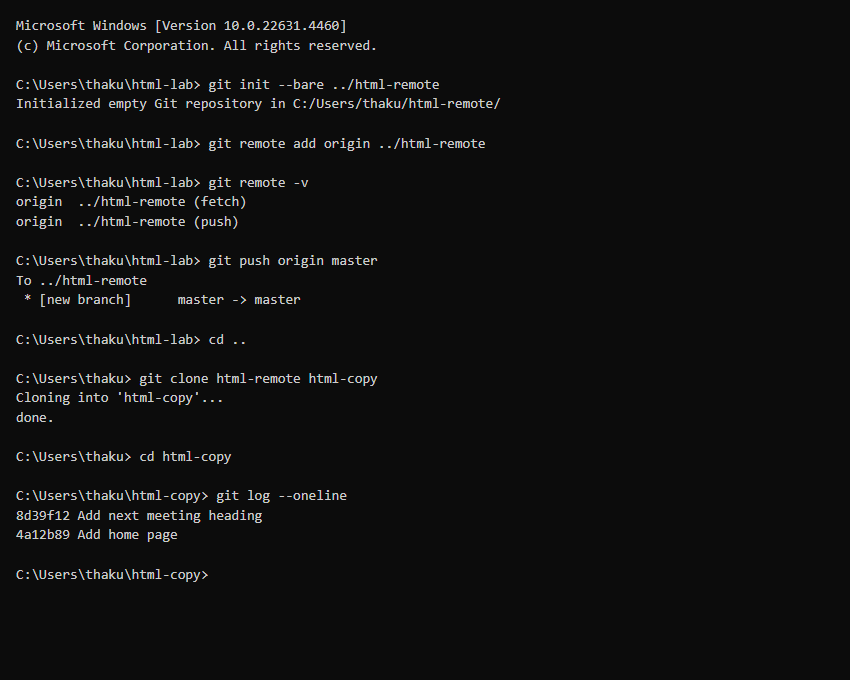 Microsoft Windows [Version 10.0.22631.4460]
(c) Microsoft Corporation. All rights reserved.
C:\Users\thaku\html-lab> git init --bare ../html-remote
Initialized empty Git repository in C:/Users/thaku/html-remote/
C:\Users\thaku\html-lab> git remote add origin ../html-remote
C:\Users\thaku\html-lab> git remote -v
origin  ../html-remote (fetch)
origin  ../html-remote (push)
C:\Users\thaku\html-lab> git push origin master
To ../html-remote
 * [new branch]      master -> master
C:\Users\thaku\html-lab> cd ..
C:\Users\thaku> git clone html-remote html-copy
Cloning into 'html-copy'...
done.
C:\Users\thaku> cd html-copy
C:\Users\thaku\html-copy> git log --oneline
8d39f12 Add next meeting heading
4a12b89 Add home page
C:\Users\thaku\html-copy>